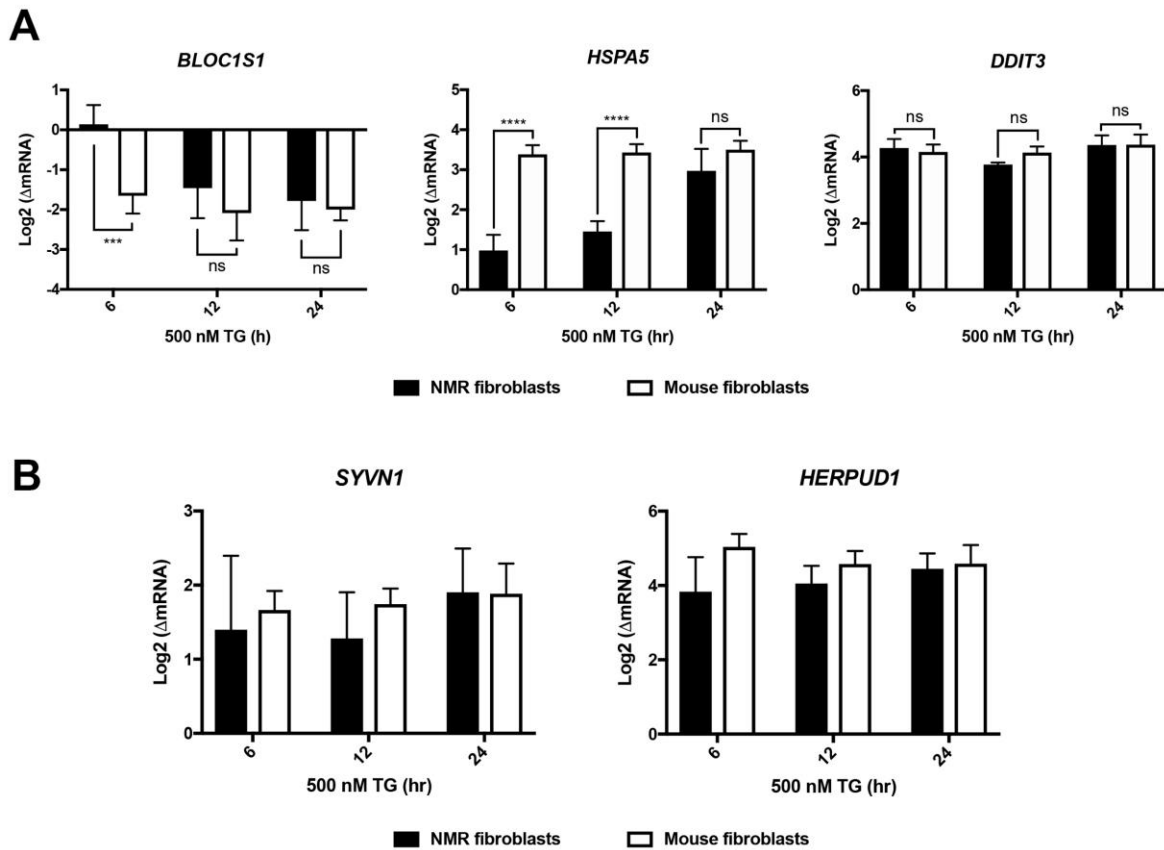 A
BLOC1S1
Log2 (ΔmRNA)
1
0
-1
-2
-3
-4
***
ns
ns
6
12
24
500 nM TG (h)
HSPA5
Log2 (ΔmRNA)
5
4
3
2
1
0
****
****
ns
6
12
24
500 nM TG (hr)
DDIT3
Log2 (ΔmRNA)
6
4
2
0
ns
ns
ns
6
12
24
500 nM TG (hr)
NMR fibroblasts
Mouse fibroblasts
B
SYVN1
Log2 (ΔmRNA)
3
2
1
0
6
12
24
500 nM TG (hr)
HERPUD1
Log2 (ΔmRNA)
6
4
2
0
6
12
24
500 nM TG (hr)
NMR fibroblasts
Mouse fibroblasts